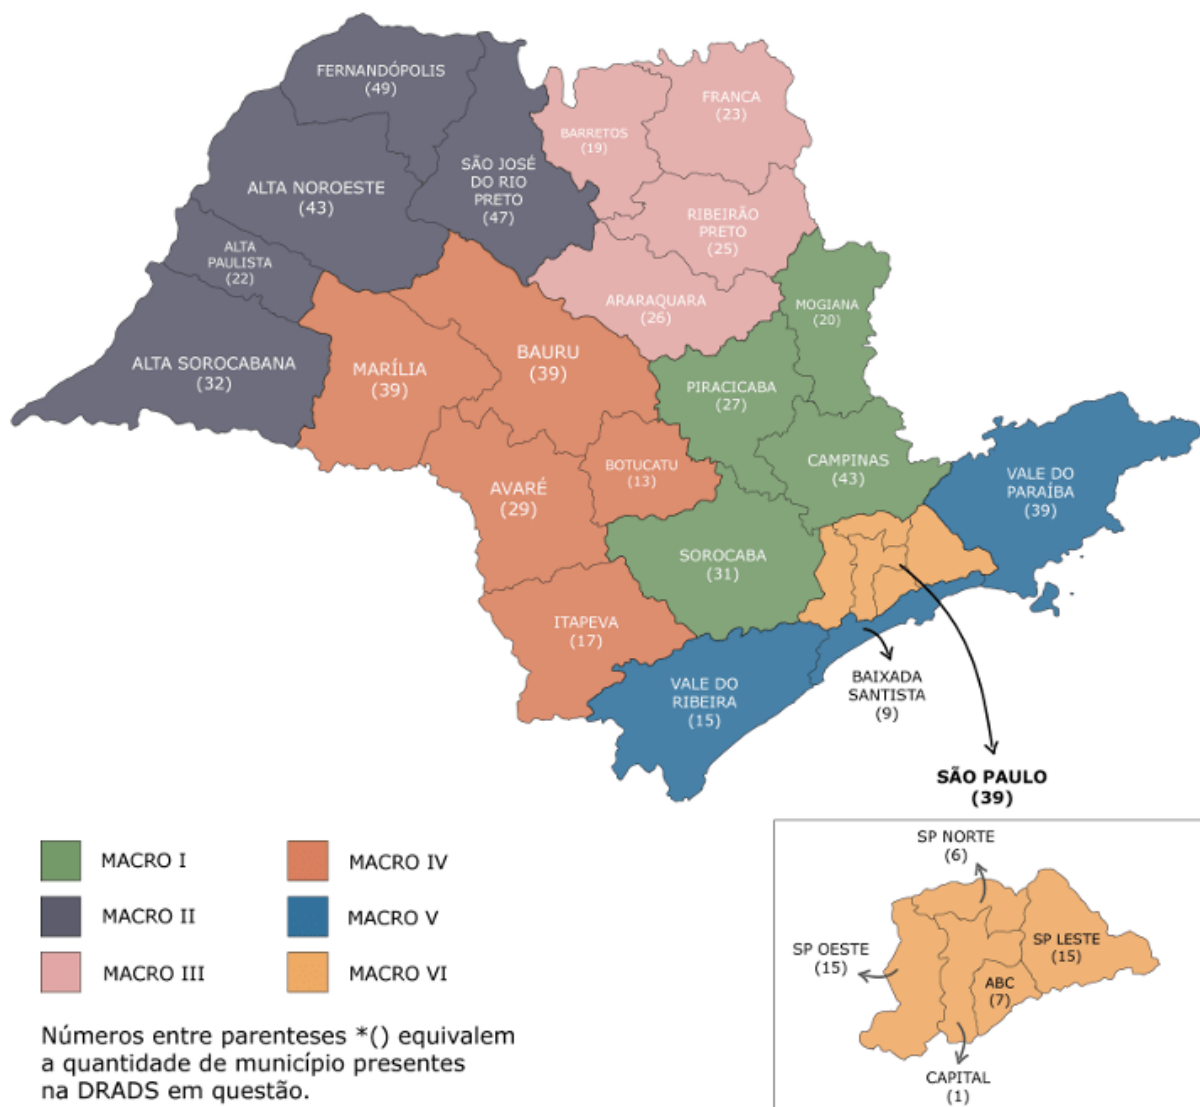 FERNANDÓPOLIS
(49)
FRANCA
(23)
BARRETOS
(19)
SÃO JOSÉ
DO RIO
PRETO
(47)
ALTA NOROESTE
(43)
RIBEIRÃO
PRETO
(25)
ALTA
PAULISTA
(22)
ARARAQUARA
(26)
MOGIANA
(20)
ALTA SOROCABANA
(32)
MARÍLIA
(39)
BAURU
(39)
PIRACICABA
(27)
BOTUCATU
(13)
CAMPINAS
(43)
VALE DO
PARAÍBA
(39)
AVARÉ
(29)
SOROCABA
(31)
ITAPEVA
(17)
VALE DO
RIBEIRA
(15)
BAIXADA
SANTISTA
(9)
SÃO PAULO
(39)
SP NORTE
(6)
SP OESTE
(15)
SP LESTE
(15)
ABC
(7)
CAPITAL
(1)
MACRO I
MACRO II
MACRO III
MACRO IV
MACRO V
MACRO VI
Números entre parenteses *() equivalem
a quantidade de município presentes
na DRADS em questão.